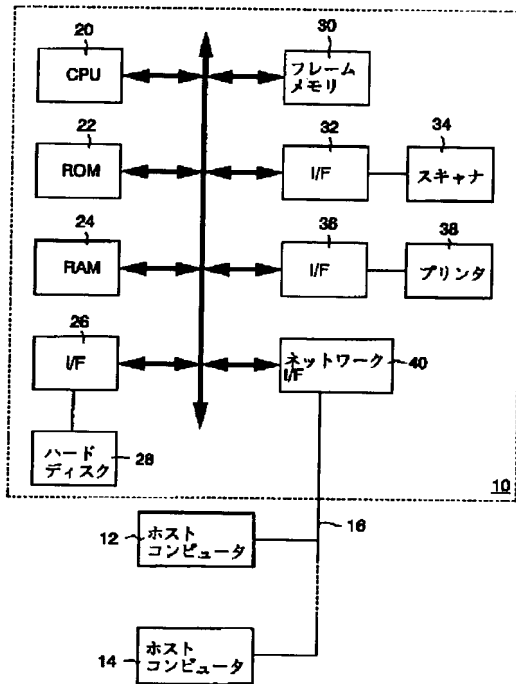 20
CPU
30
フレーム
メモリ
22
ROM
32
I/F
34
スキャナ
24
RAM
36
I/F
38
プリンタ
26
I/F
ネットワーク
I/F
40
ハード
ディスク
28
10
12
ホスト
コンピュータ
16
14
ホスト
コンピュータ